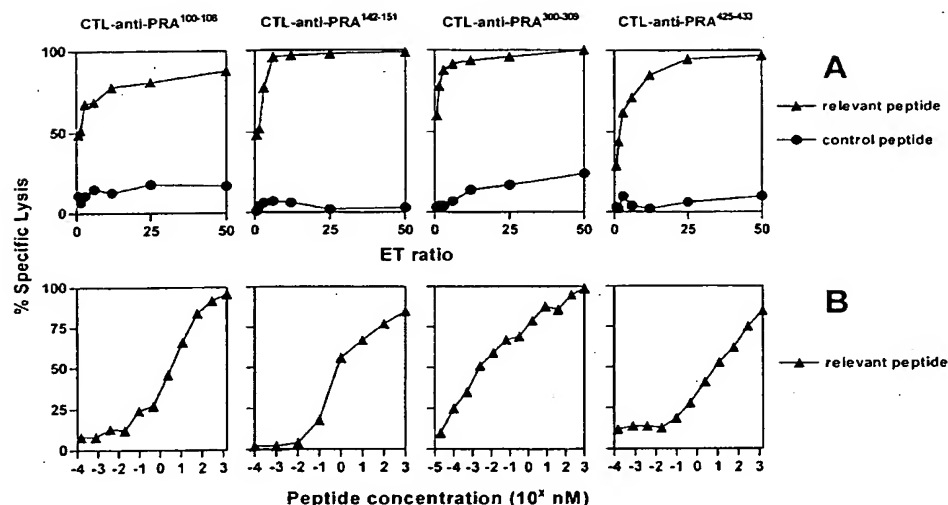 CTL-anti-PRA100-108 CTL-anti-PRA142-151 CTL-anti-PRA300-309 CTL-anti-PRA425-433
A
relevant peptide
control peptide
100
50
0
0 25 50 0 25 50 0 25 50 0 25 50
ET ratio
% Specific Lysis
B
relevant peptide
100
75
50
25
0
-4 -3 -2 -1 0 1 2 3 -4 -3 -2 -1 0 1 2 3 -5 -4 -3 -2 -1 0 1 2 3 -4 -3 -2 -1 0 1 2 3
Peptide concentration (10x nM)